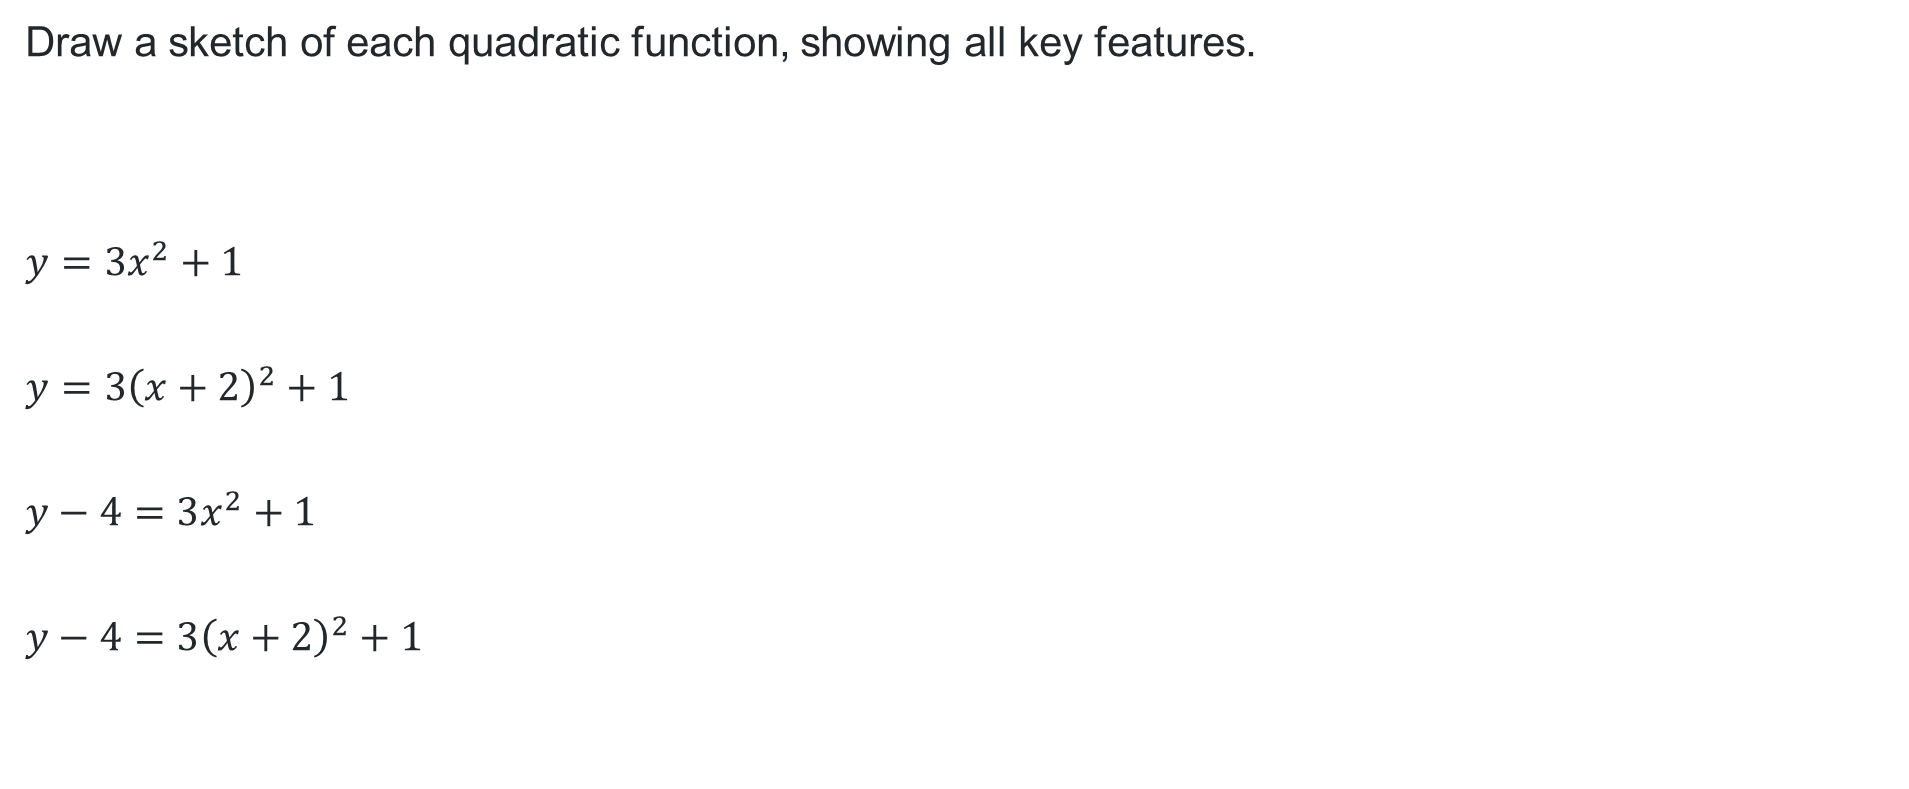 Draw a sketch of each quadratic function, showing all key features.
y = 3x² + 1
y = 3(x + 2)² + 1
y − 4 = 3x² + 1
y − 4 = 3(x + 2)² + 1